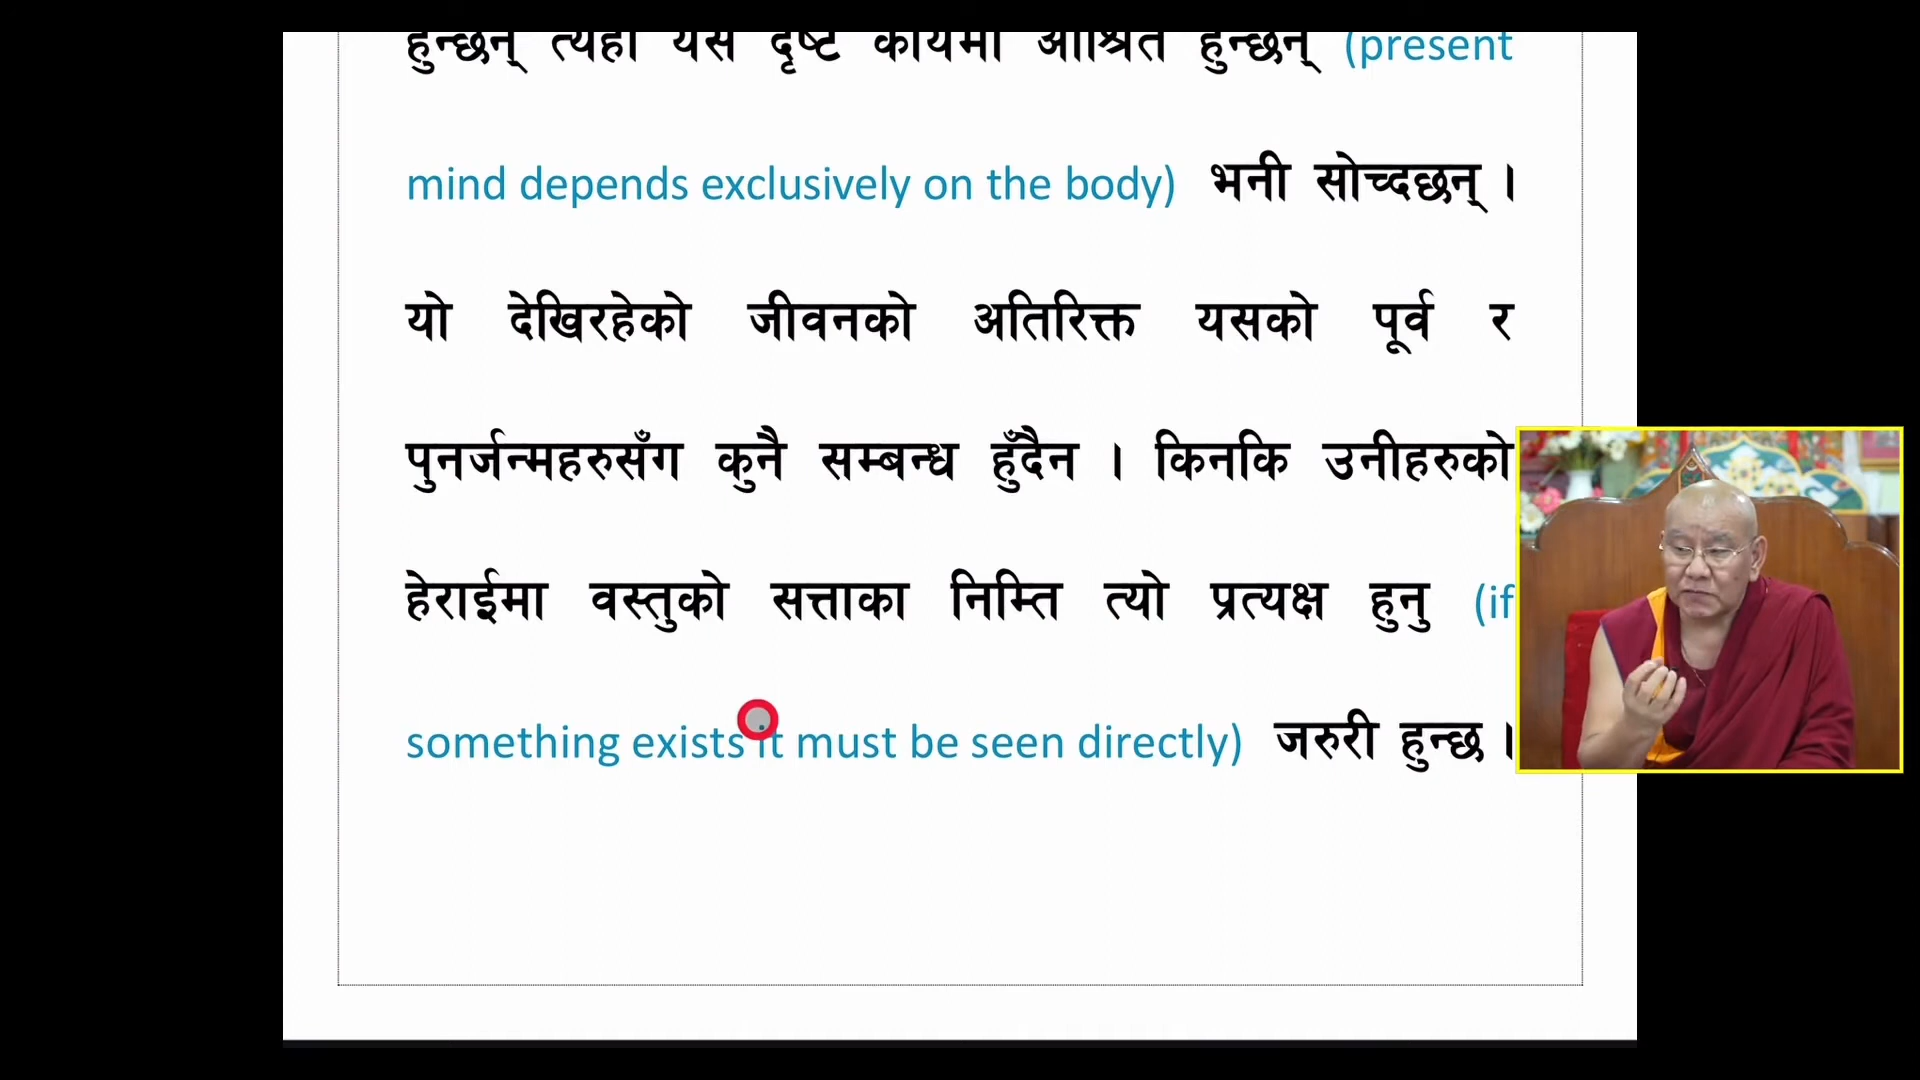 हुन्छन् त्यही यस दृष्ट कायमा आश्रित हुन्छन् (present
mind depends exclusively on the body) भनी सोच्दछन् ।
यो देखिरहेको जीवनको अतिरिक्त यसको पूर्व र
पुनर्जन्महरुसँग कुनै सम्बन्ध हुँदैन । किनकि उनीहरुको
हेराईमा वस्तुको सत्ताका निम्ति त्यो प्रत्यक्ष हुनु (if
something exists it must be seen directly) जरुरी हुन्छ ।